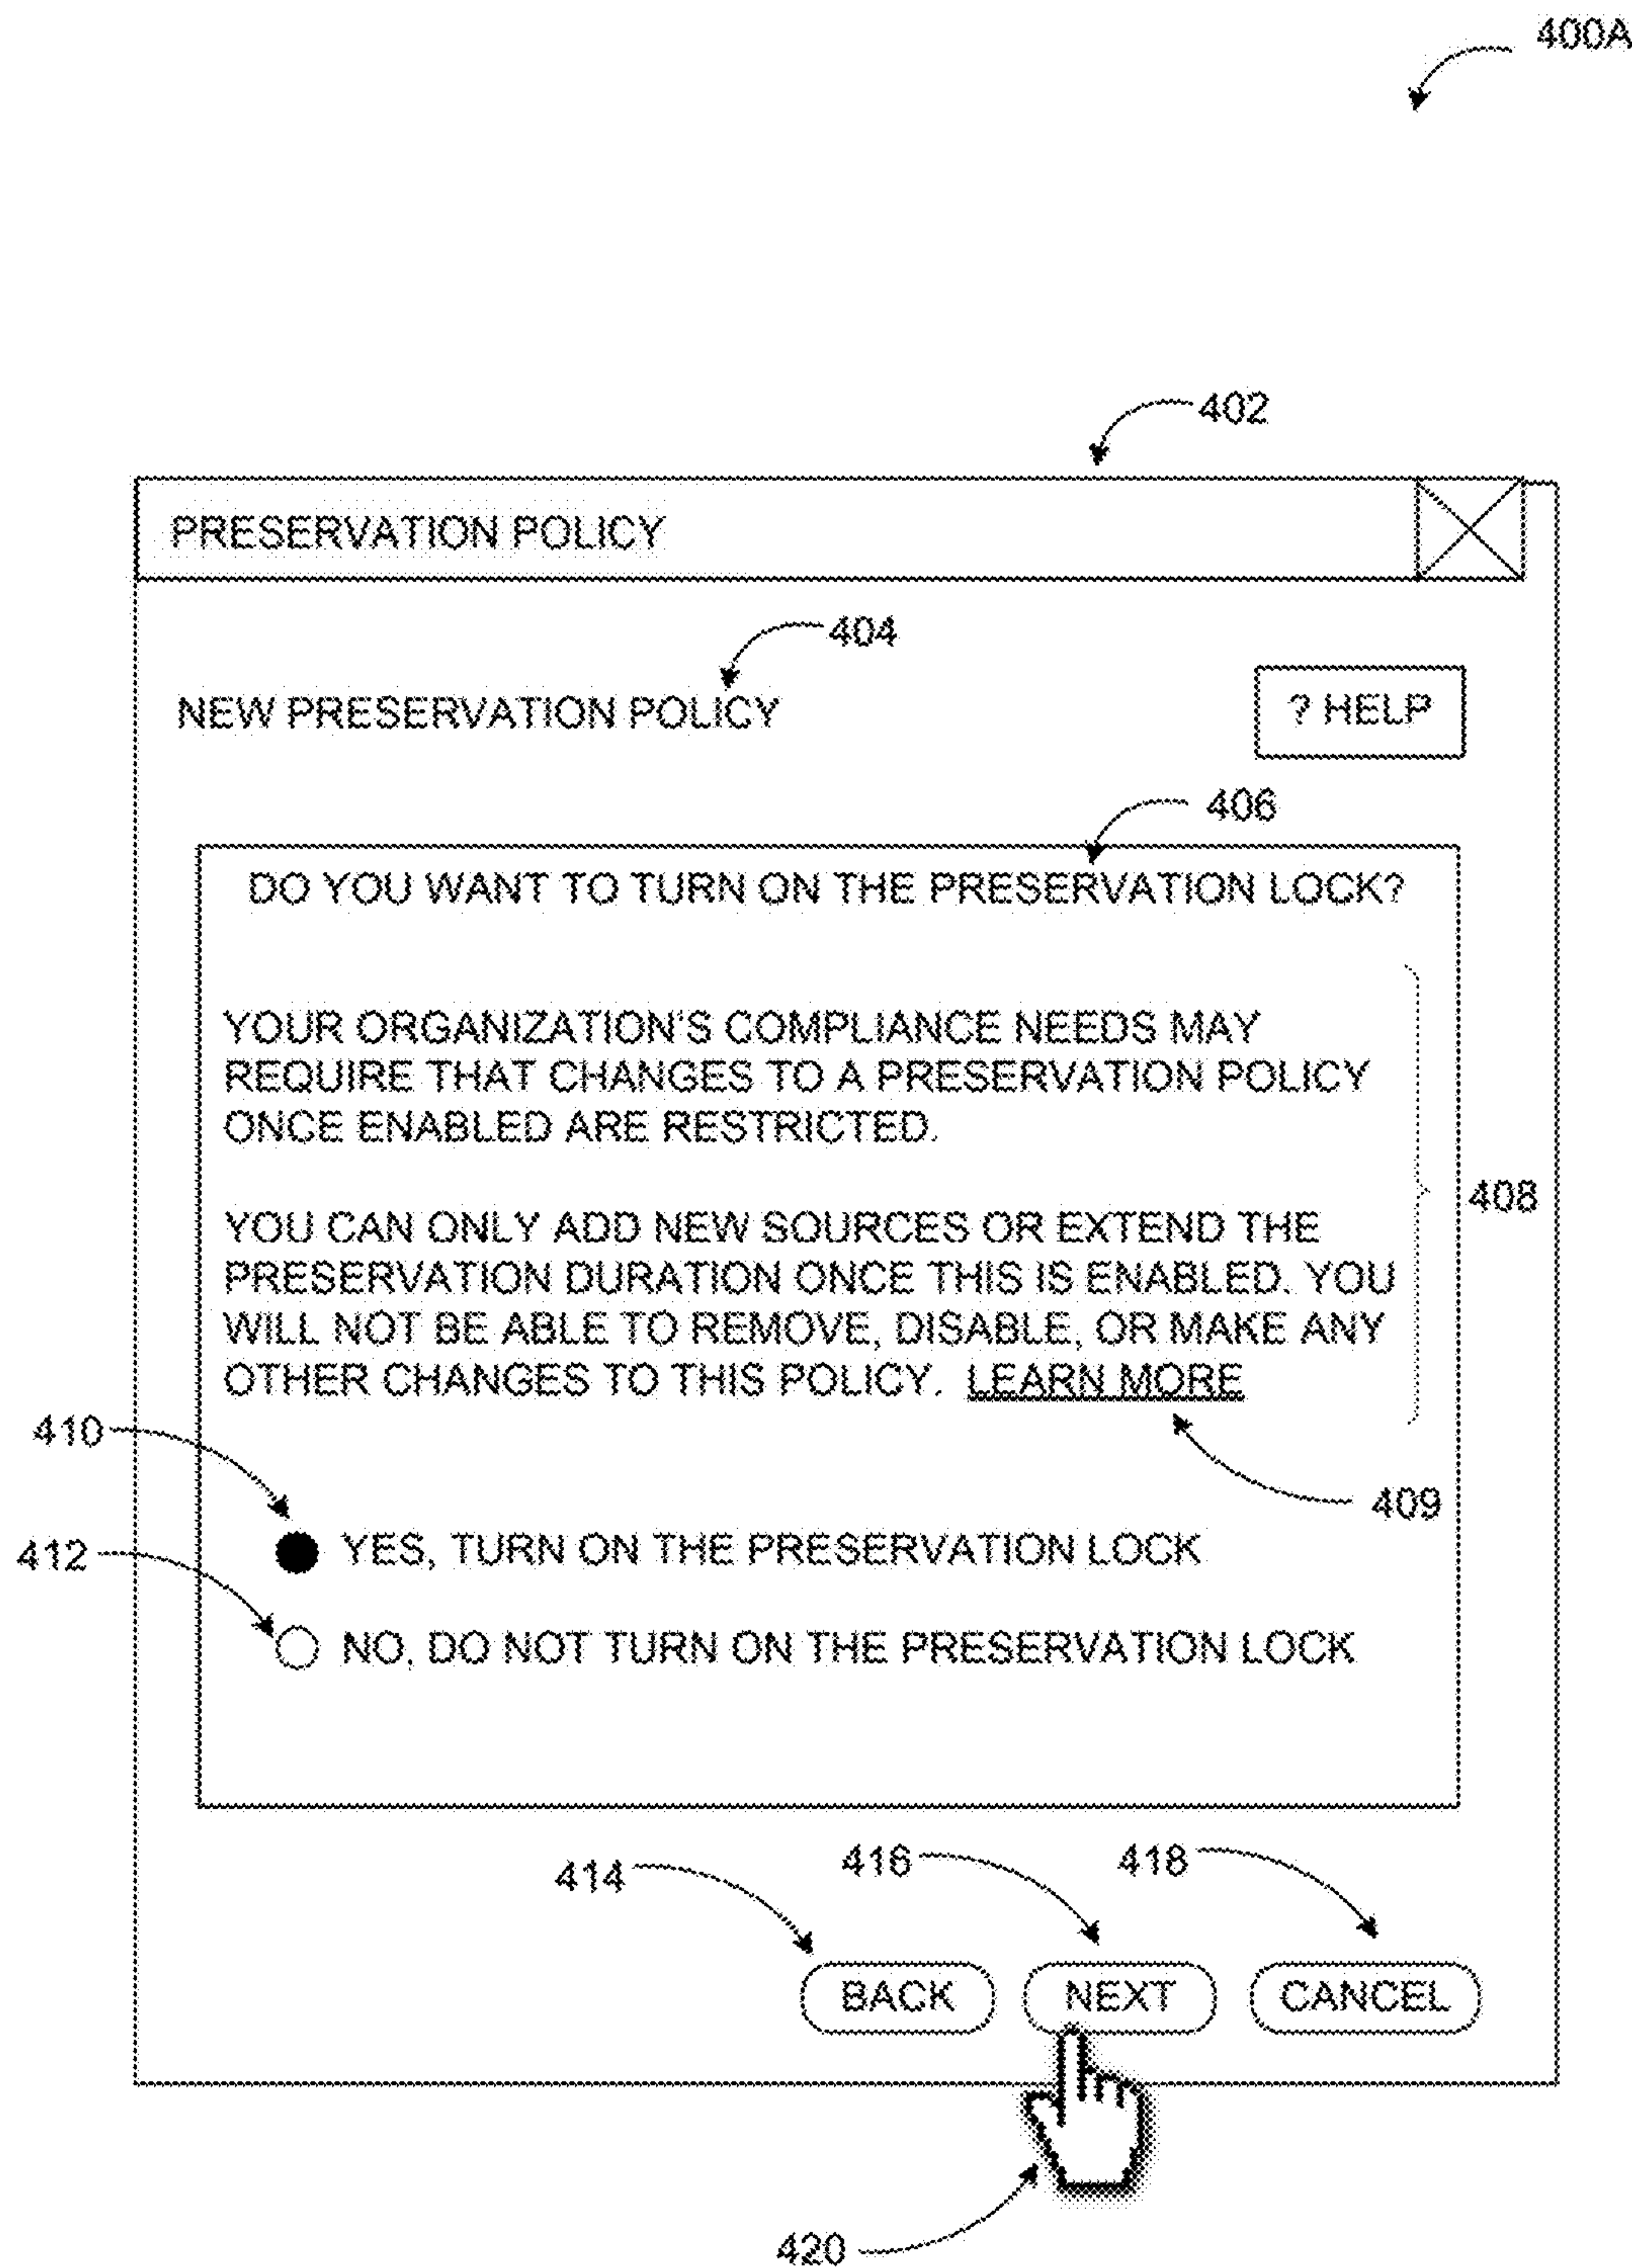 400A
402
PRESERVATION POLICY
404
NEW PRESERVATION POLICY
? HELP
406
DO YOU WANT TO TURN ON THE PRESERVATION LOCK?
YOUR ORGANIZATION'S COMPLIANCE NEEDS MAY
REQUIRE THAT CHANGES TO A PRESERVATION POLICY
ONCE ENABLED ARE RESTRICTED.
408
YOU CAN ONLY ADD NEW SOURCES OR EXTEND THE
PRESERVATION DURATION ONCE THIS IS ENABLED. YOU
WILL NOT BE ABLE TO REMOVE, DISABLE, OR MAKE ANY
OTHER CHANGES TO THIS POLICY. LEARN MORE
410
409
YES, TURN ON THE PRESERVATION LOCK
412
NO, DO NOT TURN ON THE PRESERVATION LOCK
414
416
418
BACK
NEXT
CANCEL
420